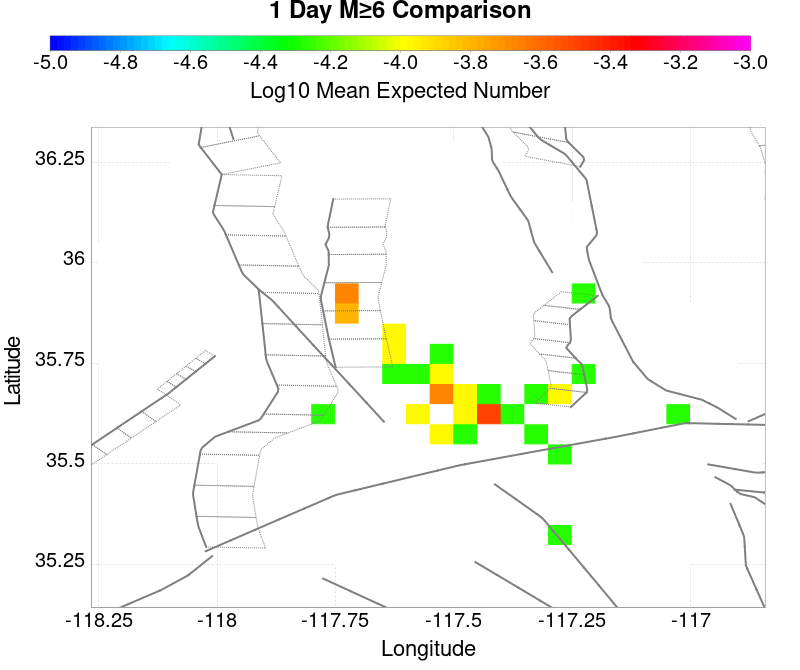 1 Day M≥6 Comparison
-5.0 -4.8 -4.6 -4.4 -4.2 -4.0 -3.8 -3.6 -3.4 -3.2 -3.0
Log10 Mean Expected Number
36.25
36
35.75
35.5
35.25
Latitude
-118.25 -118 -117.75 -117.5 -117.25 -117
Longitude